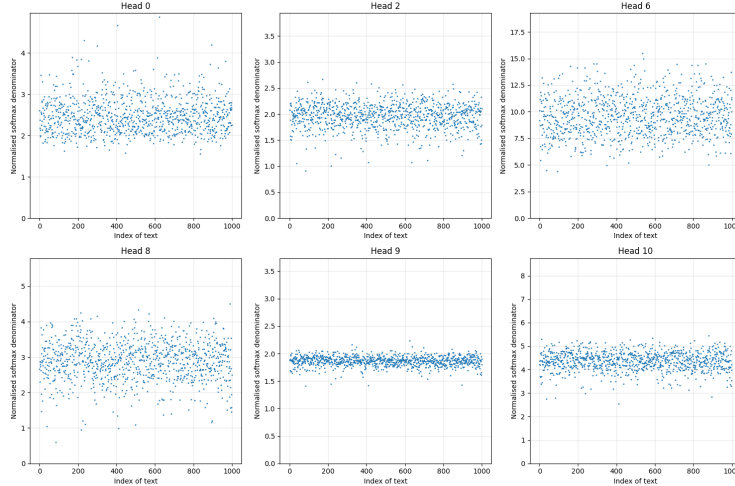 Head 0
Normalised softmax denominator
4
3
2
1
0
0 200 400 600 800 1000
Index of text
Head 2
Normalised softmax denominator
3.5
3.0
2.5
2.0
1.5
1.0
0.5
0.0
0 200 400 600 800 1000
Index of text
Head 6
Normalised softmax denominator
17.5
15.0
12.5
10.0
7.5
5.0
2.5
0.0
0 200 400 600 800 1000
Index of text
Head 8
Normalised softmax denominator
5
4
3
2
1
0
0 200 400 600 800 1000
Index of text
Head 9
Normalised softmax denominator
3.5
3.0
2.5
2.0
1.5
1.0
0.5
0.0
0 200 400 600 800 1000
Index of text
Head 10
Normalised softmax denominator
8
7
6
5
4
3
2
1
0
0 200 400 600 800 1000
Index of text